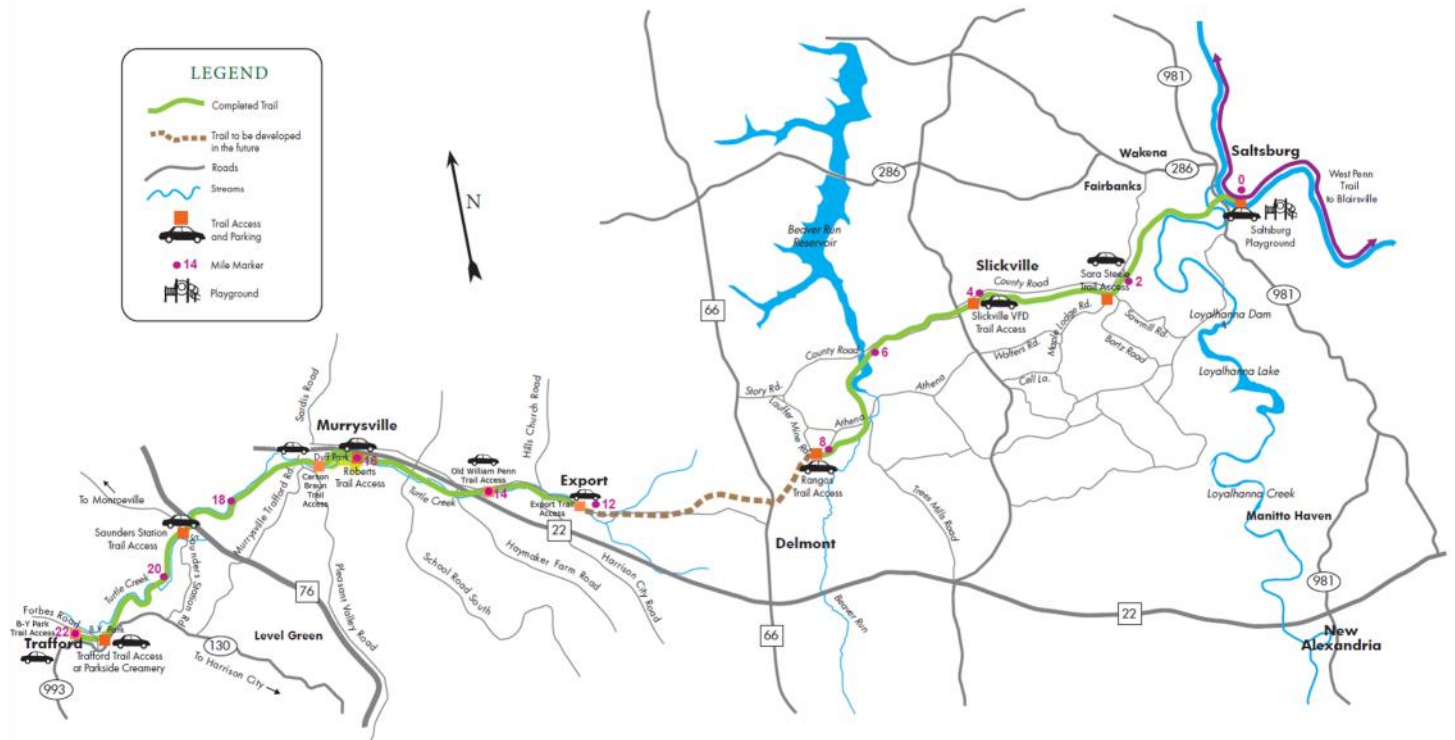 LEGEND
Completed Trail
Trail to be developed
in the future
Roads
Streams
Trail Access
and Parking
14 Mile Marker
Playground
N
981
Wakena
286
Saltsburg
0
West Penn
Trail
to Blairsville
286
Fairbanks
Saltsburg
Playground
Beaver Run
Reservoir
Slickville
County Road
Sara Steele
Trail Access
2
4
Slickville VFD
Trail Access
981
66
Maple Lodge Rd.
Sawmill Rd.
Loyalhanna Dam
County Road
6
Walters Rd.
Bortz Road
Loyalhanna Lake
Story Rd.
Athena
Cell La.
Lauffer Mine Rd.
Athena
8
Rangos
Trail Access
Sardis Road
Murrysville
Hills Church Road
Duff Park
16
Roberts
Trail Access
Carson
Braun
Trail
Access
Old William Penn
Trail Access
14
Export
12
Export Trail
Access
Turtle Creek
22
Trees Mills Road
Loyalhanna Creek
Manitto Haven
To Monroeville
18
Murrysville Trafford Rd.
Saunders Station
Trail Access
Saunders Station Rd.
Delmont
Haymaker Farm Road
School Road South
Harrison City Road
Turtle Creek
20
76
Pleasant Valley Road
981
22
Beaver Run
Forbes Road
B-Y Park
Trail Access
22
B-Y Park
Trafford
Trafford Trail Access
at Parkside Creamery
Level Green
130
To Harrison City
66
New
Alexandria
993